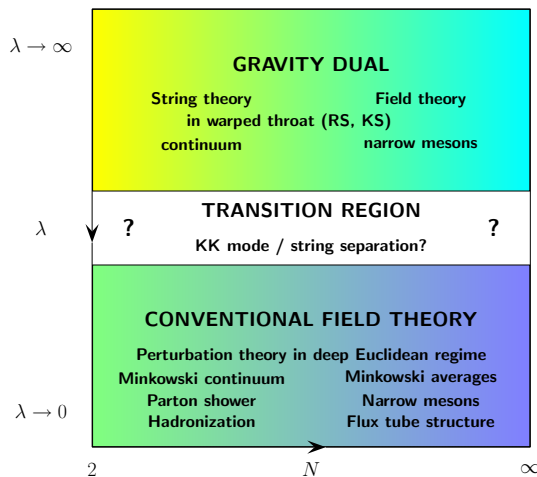 λ → ∞
GRAVITY DUAL
String theory Field theory
in warped throat (RS, KS)
continuum narrow mesons
TRANSITION REGION
λ ? ?
KK mode / string separation?
CONVENTIONAL FIELD THEORY
Perturbation theory in deep Euclidean regime
Minkowski continuum Minkowski averages
Parton shower Narrow mesons
λ → 0
Hadronization Flux tube structure
2 N ∞